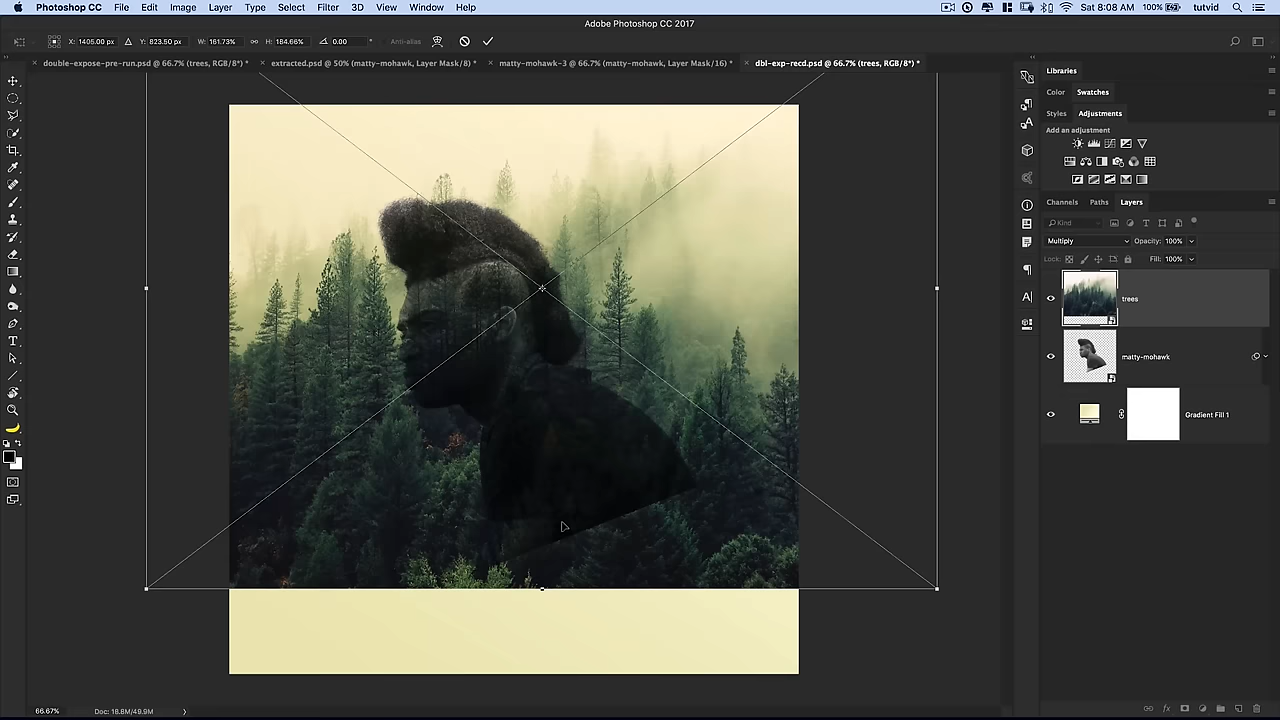 Photoshop CC File Edit Image Layer Type Select Filter 3D View Window Help 100% Sat 8:08 AM
Adobe Photoshop CC 2017
X: 1405.00 px Y: 823.50 px W: 161.73% H: 184.66% 0.00 ° Anti-alias
double-expose-pre-run.psd @ 66.7% (trees, RGB/8*) * extracted.psd @ 50% (matty-mohawk, Layer Mask/8) * matty-mohawk-3 @ 66.7% (matty-mohawk, Layer Mask/16) * dbl-exp-recd.psd @ 66.7% (trees, RGB/8*) *
Libraries
Color Swatches
Styles Adjustments
Add an adjustment
Channels Paths Layers
Kind
Multiply Opacity: 100%
Lock: Fill: 100%
trees
matty-mohawk
Gradient Fill 1
66.67% Doc: 18.8M/49.9M